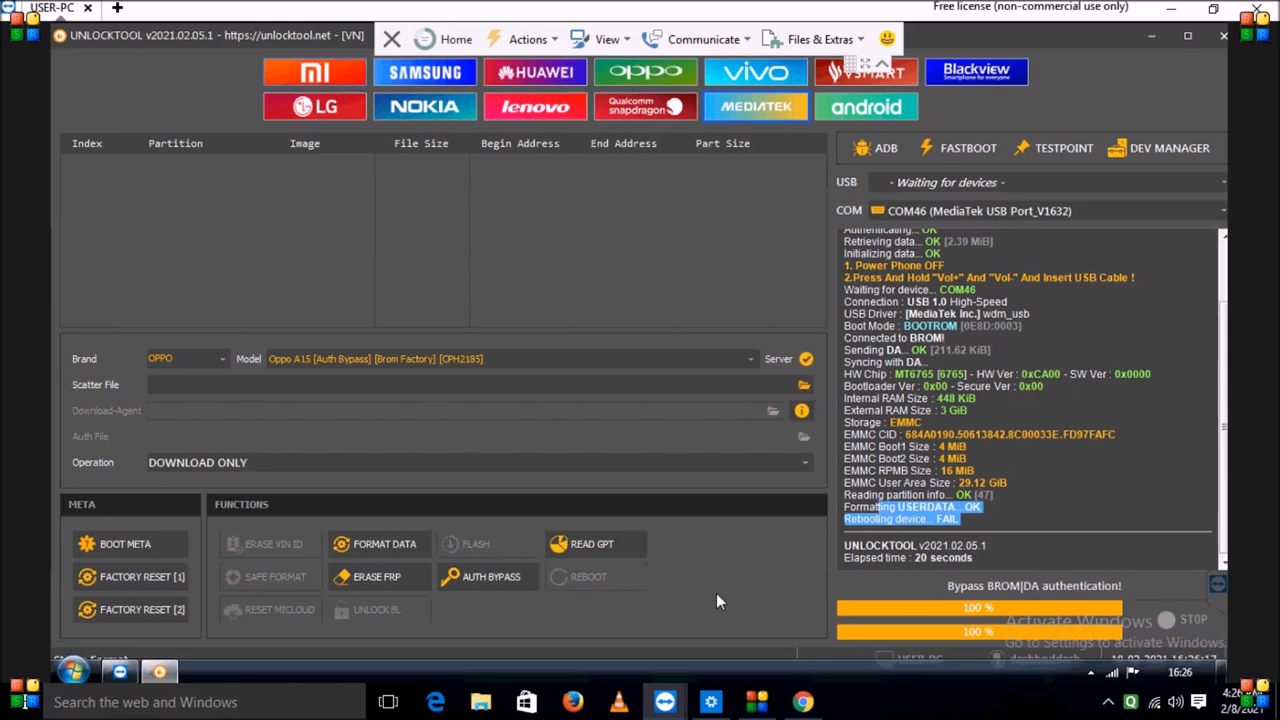 USER-PC
Free license (non-commercial use only)
UNLOCKTOOL v2021.02.05.1 - https://unlocktool.net - [VN]
Home
Actions
View
Communicate
Files & Extras
mi
SAMSUNG
HUAWEI
oppo
vivo
VSMART
Blackview
Smartphone for everyone
LG
NOKIA
lenovo
Qualcomm snapdragon
MEDIATEK
android
Index Partition Image File Size Begin Address End Address Part Size
ADB
FASTBOOT
TESTPOINT
DEV MANAGER
USB - Waiting for devices -
COM COM46 (MediaTek USB Port_V1632)
Authenticating... OK
Retrieving data... OK [2.39 MiB]
Initializing data... OK
1. Power Phone OFF
2.Press And Hold "Vol+" And "Vol-" And Insert USB Cable !
Waiting for device... COM46
Connection : USB 1.0 High-Speed
USB Driver : [MediaTek Inc.] wdm_usb
Boot Mode : BOOTROM [0E8D:0003]
Connected to BROM!
Sending DA... OK [211.62 KiB]
Syncing with DA...
HW Chip : MT6765 [6765] - HW Ver : 0xCA00 - SW Ver : 0x0000
Bootloader Ver : 0x00 - Secure Ver : 0x00
Internal RAM Size : 448 KiB
External RAM Size : 3 GiB
Storage : EMMC
EMMC CID : 684A0190.50613842.8C00033E.FD97FAFC
EMMC Boot1 Size : 4 MiB
EMMC Boot2 Size : 4 MiB
EMMC RPMB Size : 16 MiB
EMMC User Area Size : 29.12 GiB
Reading partition info... OK [47]
Formatting USERDATA... OK
Rebooting device... FAIL
UNLOCKTOOL v2021.02.05.1
Elapsed time : 20 seconds
Brand OPPO Model Oppo A15 [Auth Bypass] [Brom Factory] [CPH2185] Server
Scatter File
Download-Agent
Auth File
Operation DOWNLOAD ONLY
META
FUNCTIONS
BOOT META
ERASE VIN ID
FORMAT DATA
FLASH
READ GPT
FACTORY RESET [1]
SAFE FORMAT
ERASE FRP
AUTH BYPASS
REBOOT
FACTORY RESET [2]
RESET MICLOUD
UNLOCK BL
Bypass BROM|DA authentication!
100 %
100 %
STOP
Activate Windows
Go to Settings to activate Windows.
USER-PC
16:26
Search the web and Windows